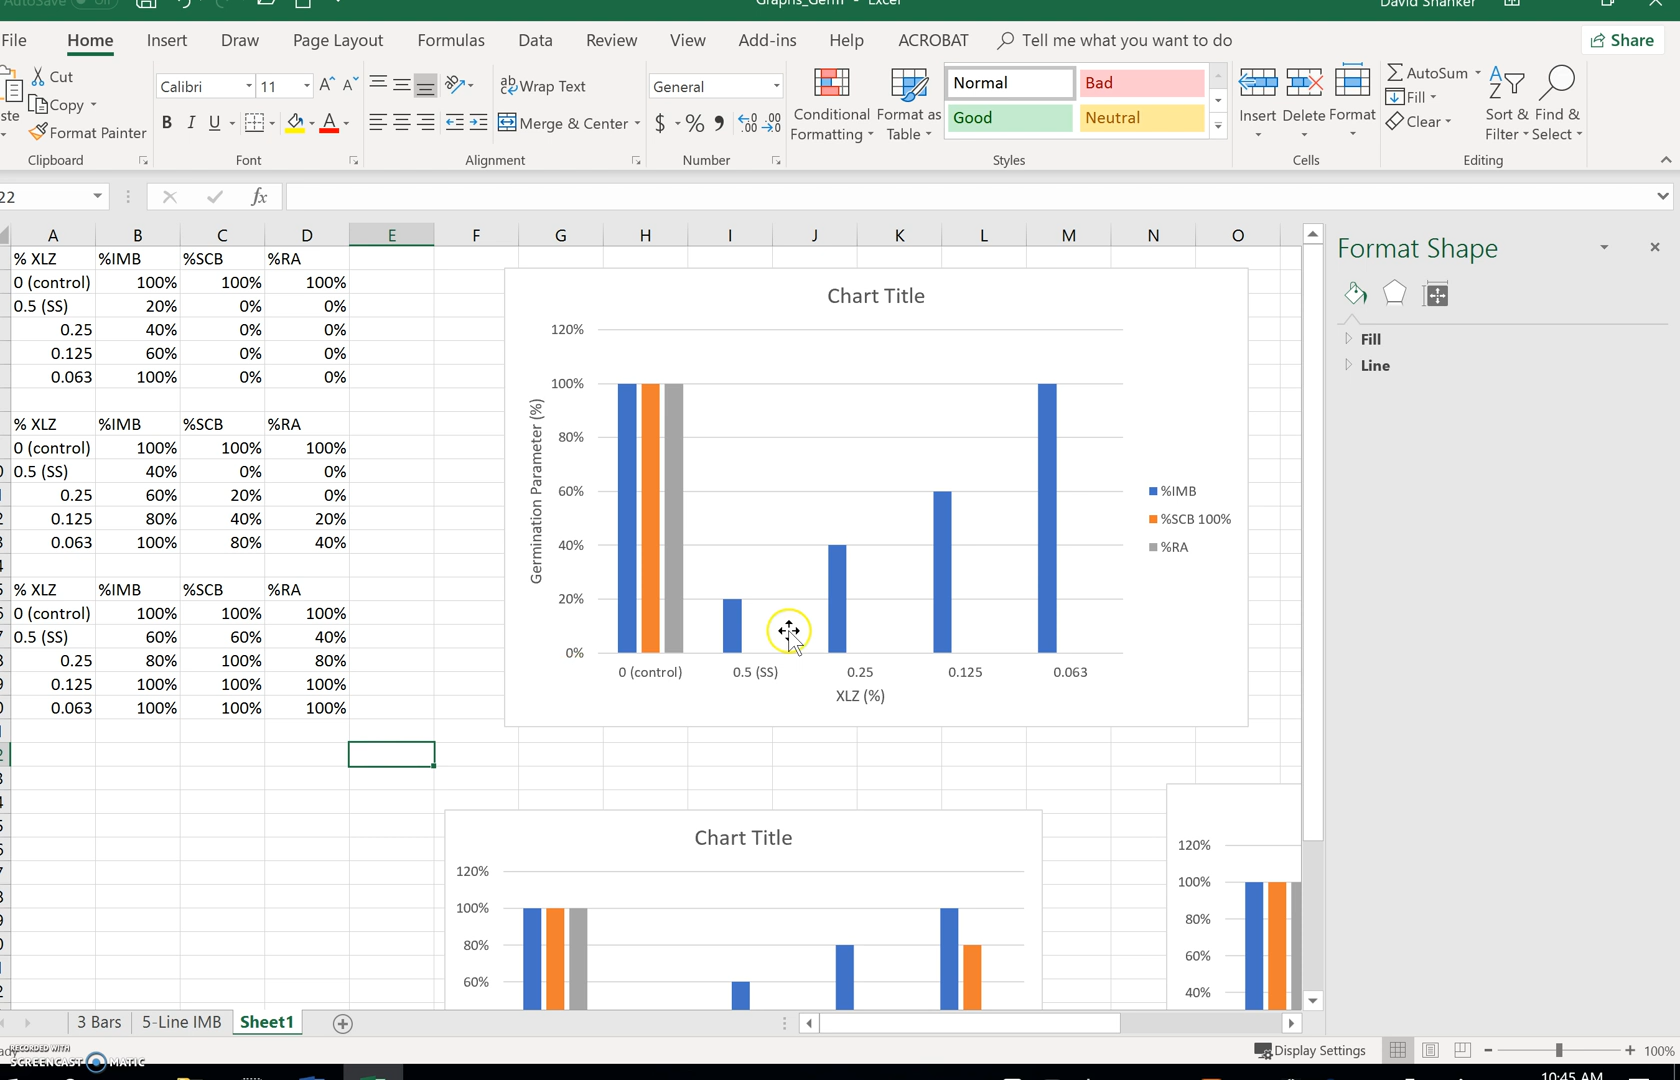 AutoSave Off Graphs_Germ - Excel David Shanker
File Home Insert Draw Page Layout Formulas Data Review View Add-ins Help ACROBAT Tell me what you want to do Share
Cut
Copy
Format Painter
Clipboard
Calibri 11
B I U A
Font
ab Wrap Text
Merge & Center
Alignment
General
$ % , .00
Number
Conditional Formatting
Format as Table
Normal Bad
Good Neutral
Styles
Insert Delete Format
Cells
AutoSum
Fill
Clear
Sort & Filter
Find & Select
Editing
22 fx
A B C D E F G H I J K L M N O
% XLZ %IMB %SCB %RA
0 (control) 100% 100% 100%
0.5 (SS) 20% 0% 0%
0.25 40% 0% 0%
0.125 60% 0% 0%
0.063 100% 0% 0%
% XLZ %IMB %SCB %RA
0 (control) 100% 100% 100%
0.5 (SS) 40% 0% 0%
0.25 60% 20% 0%
0.125 80% 40% 20%
0.063 100% 80% 40%
% XLZ %IMB %SCB %RA
0 (control) 100% 100% 100%
0.5 (SS) 60% 60% 40%
0.25 80% 100% 80%
0.125 100% 100% 100%
0.063 100% 100% 100%
Chart Title
Germination Parameter (%)
120%
100%
80%
60%
40%
20%
0%
0 (control) 0.5 (SS) 0.25 0.125 0.063
XLZ (%)
%IMB
%SCB 100%
%RA
Chart Title
120%
100%
80%
60%
120%
100%
80%
60%
40%
Format Shape
Fill
Line
3 Bars 5-Line IMB Sheet1
RECORDED WITH
SCREENCAST MATIC
Display Settings 100%
10:45 AM